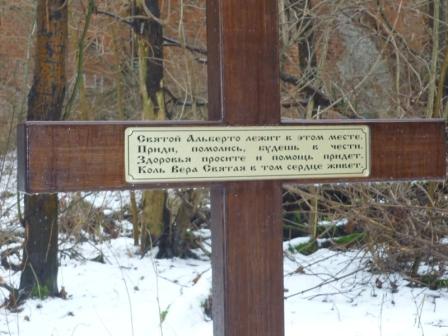 Святой Альберто лежит в этом месте.
Приди, помолись, будешь в чести.
Здоровья просите и помощь придет.
Коль Вера Святая в том сердце живет.